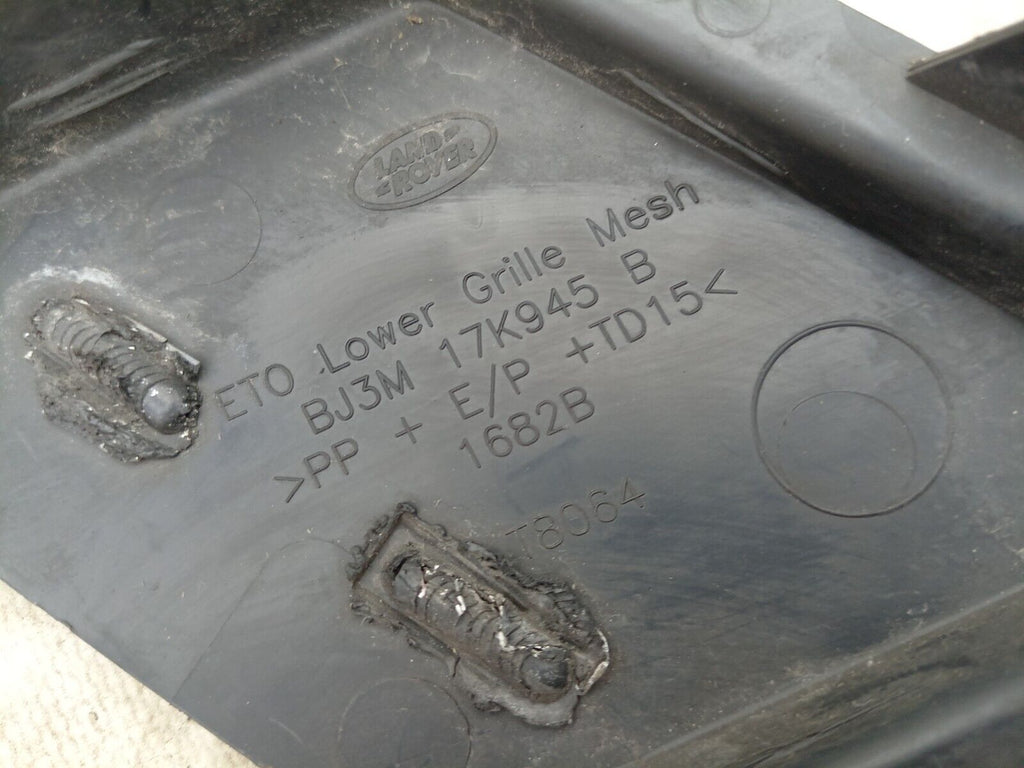 LAND-
-ROVER
ETO Lower Grille Mesh
BJ3M 17K945 B
>PP + E/P +TD15<
1682B
T8064